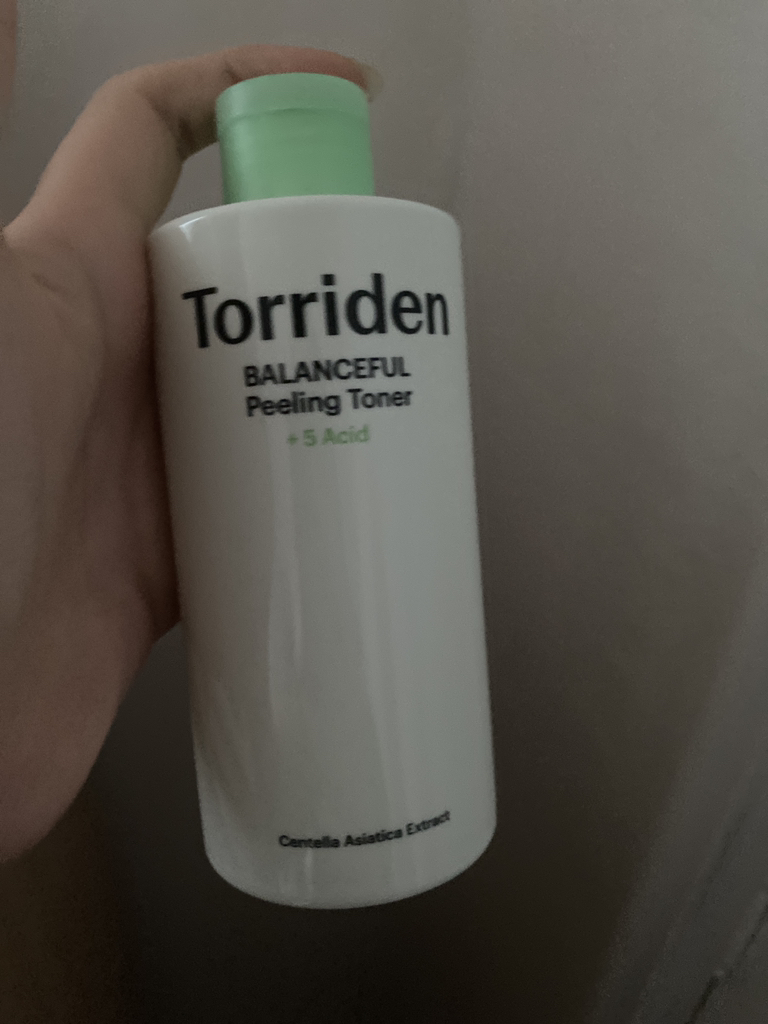 Torriden
BALANCEFUL
Peeling Toner
+ 5 Acid
Centella Asiatica Extract